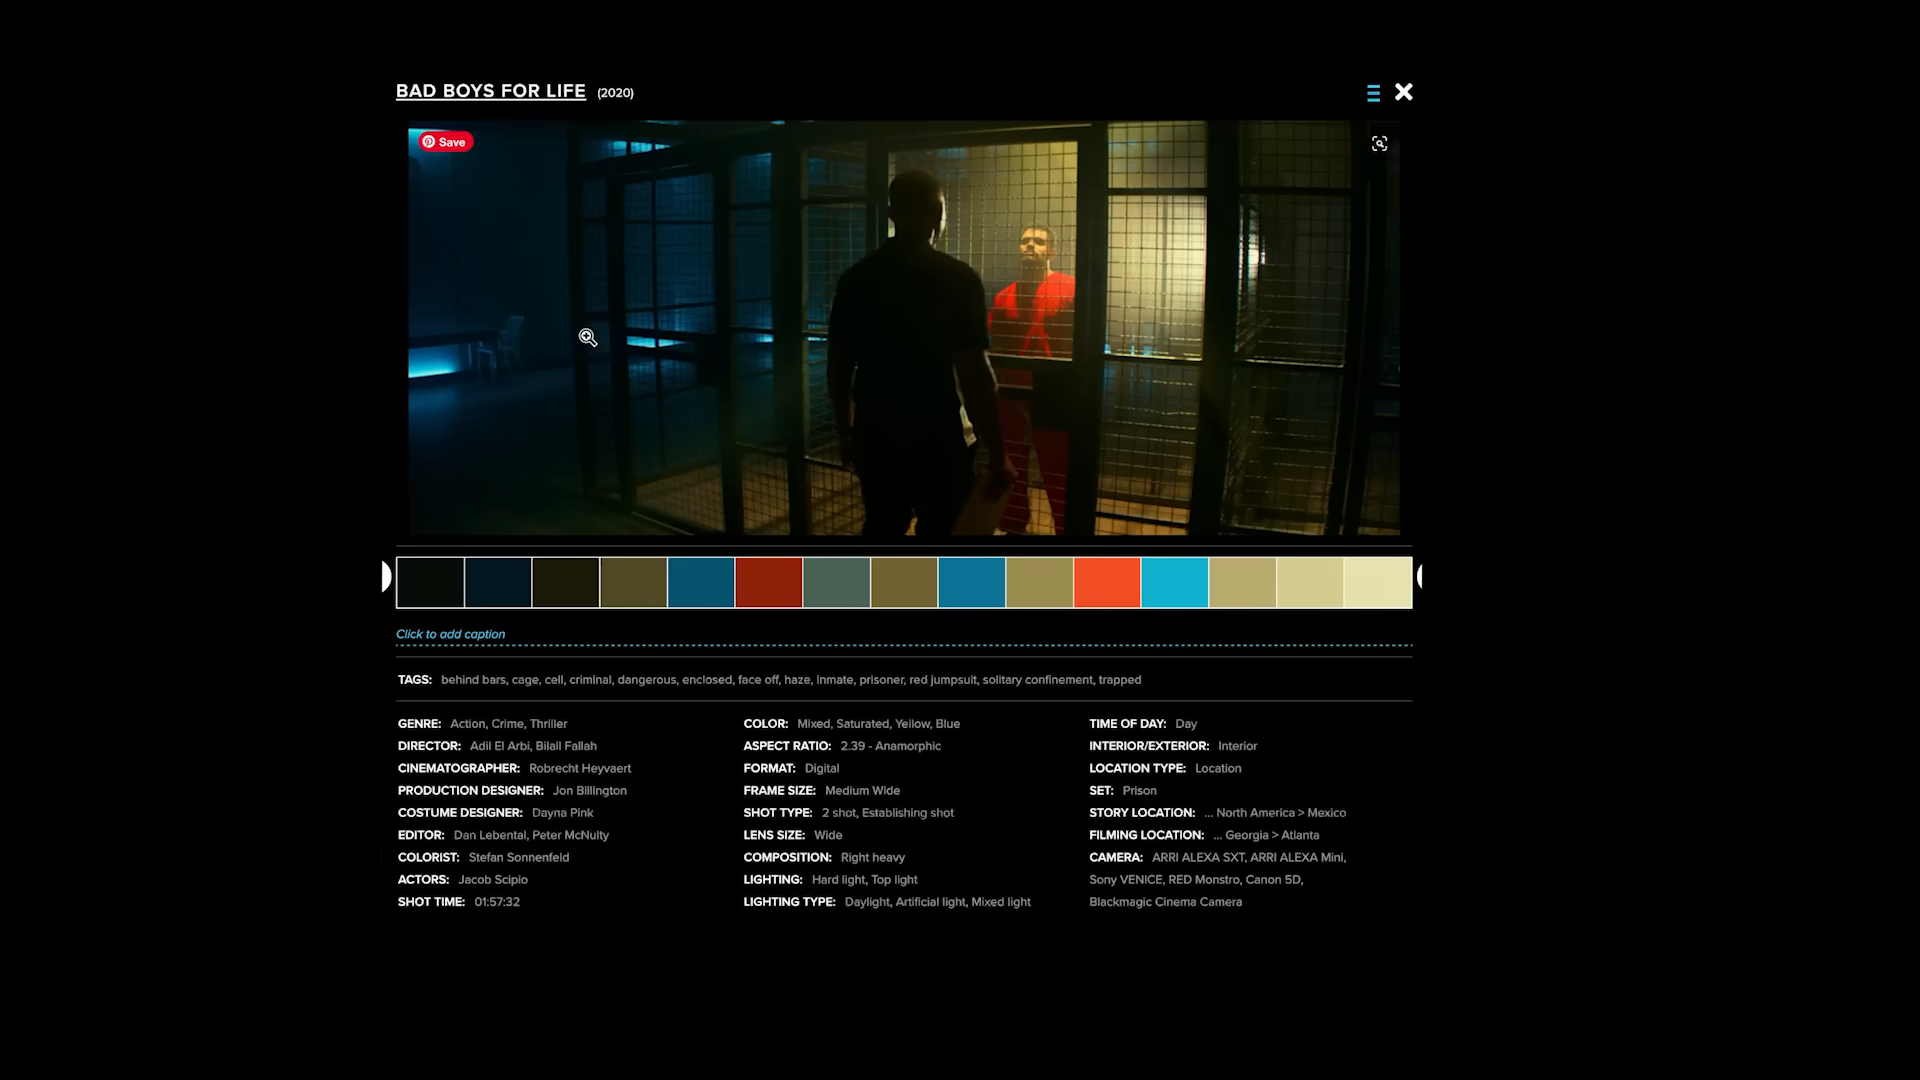 BAD BOYS FOR LIFE (2020)
Save
Click to add caption
TAGS: behind bars, cage, cell, criminal, dangerous, enclosed, face off, haze, inmate, prisoner, red jumpsuit, solitary confinement, trapped
GENRE: Action, Crime, Thriller
DIRECTOR: Adil El Arbi, Bilall Fallah
CINEMATOGRAPHER: Robrecht Heyvaert
PRODUCTION DESIGNER: Jon Billington
COSTUME DESIGNER: Dayna Pink
EDITOR: Dan Lebental, Peter McNulty
COLORIST: Stefan Sonnenfeld
ACTORS: Jacob Scipio
SHOT TIME: 01:57:32
COLOR: Mixed, Saturated, Yellow, Blue
ASPECT RATIO: 2.39 - Anamorphic
FORMAT: Digital
FRAME SIZE: Medium Wide
SHOT TYPE: 2 shot, Establishing shot
LENS SIZE: Wide
COMPOSITION: Right heavy
LIGHTING: Hard light, Top light
LIGHTING TYPE: Daylight, Artificial light, Mixed light
TIME OF DAY: Day
INTERIOR/EXTERIOR: Interior
LOCATION TYPE: Location
SET: Prison
STORY LOCATION: ... North America > Mexico
FILMING LOCATION: ... Georgia > Atlanta
CAMERA: ARRI ALEXA SXT, ARRI ALEXA Mini,
Sony VENICE, RED Monstro, Canon 5D,
Blackmagic Cinema Camera